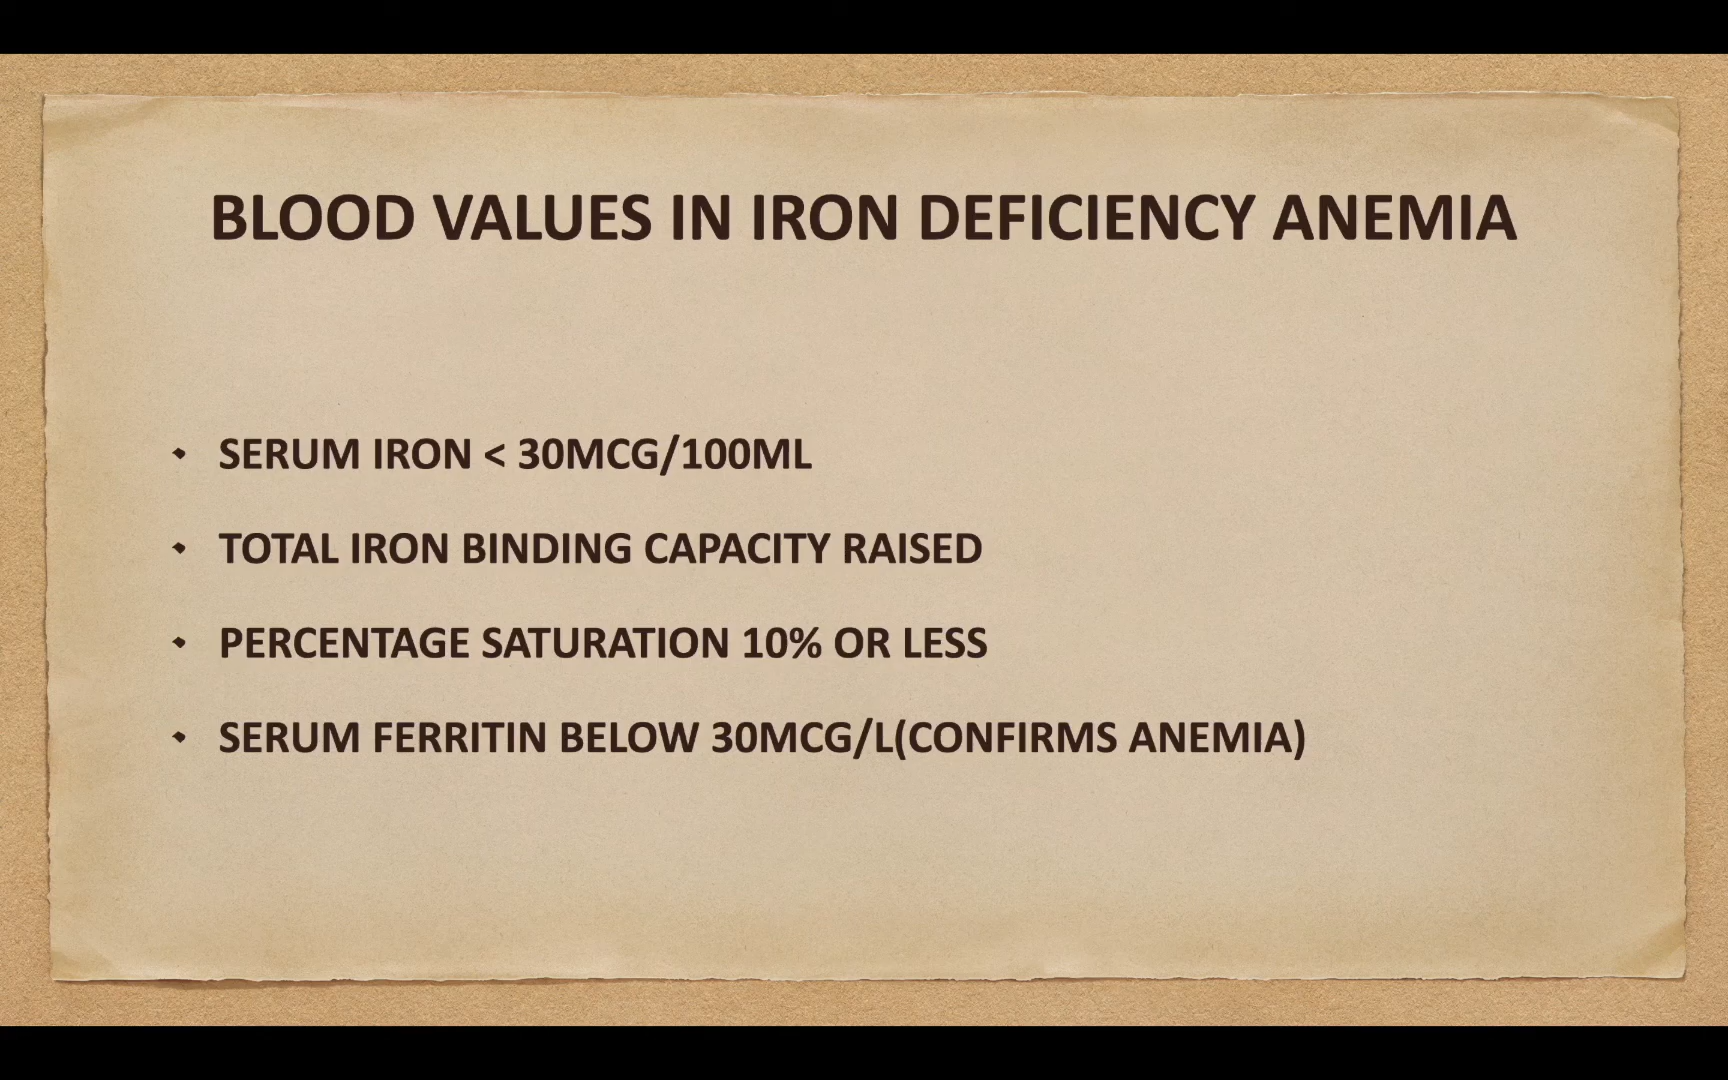 BLOOD VALUES IN IRON DEFICIENCY ANEMIA
• SERUM IRON < 30MCG/100ML
• TOTAL IRON BINDING CAPACITY RAISED
• PERCENTAGE SATURATION 10% OR LESS
• SERUM FERRITIN BELOW 30MCG/L(CONFIRMS ANEMIA)